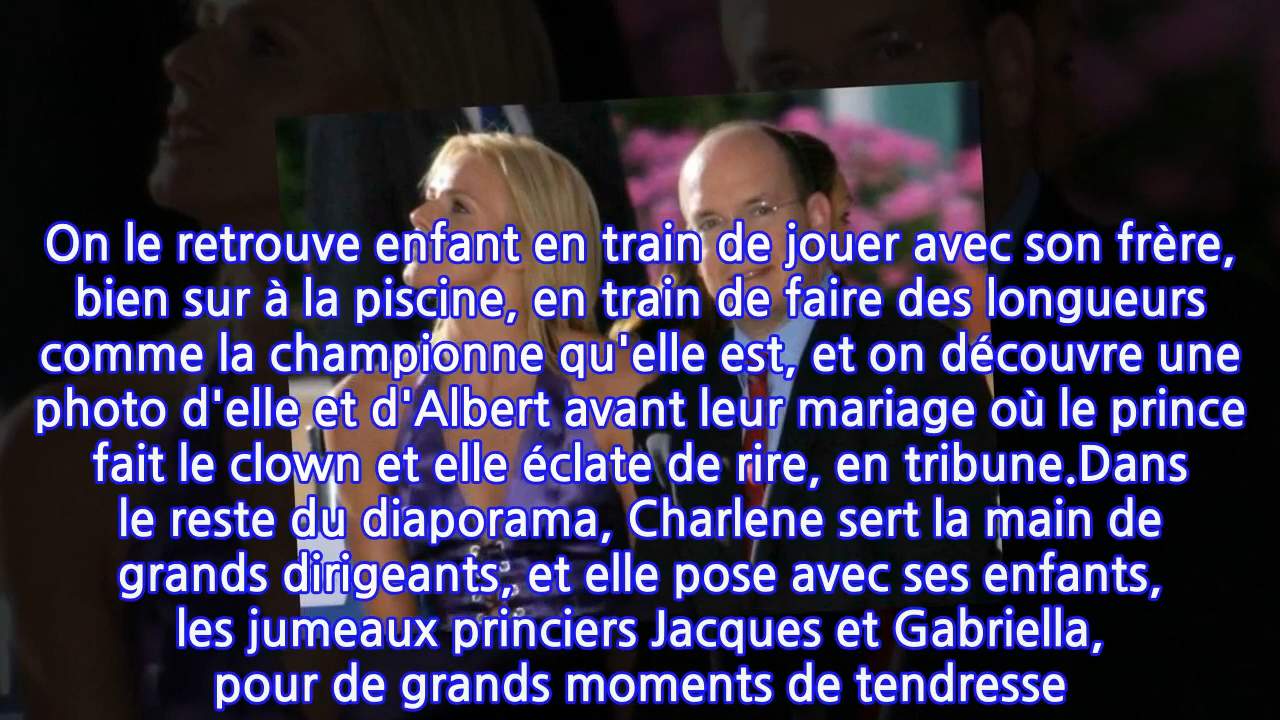 On le retrouve enfant en train de jouer avec son frère,
bien sur à la piscine, en train de faire des longueurs
comme la championne qu'elle est, et on découvre une
photo d'elle et d'Albert avant leur mariage où le prince
fait le clown et elle éclate de rire, en tribune.Dans
le reste du diaporama, Charlene sert la main de
grands dirigeants, et elle pose avec ses enfants,
les jumeaux princiers Jacques et Gabriella,
pour de grands moments de tendresse